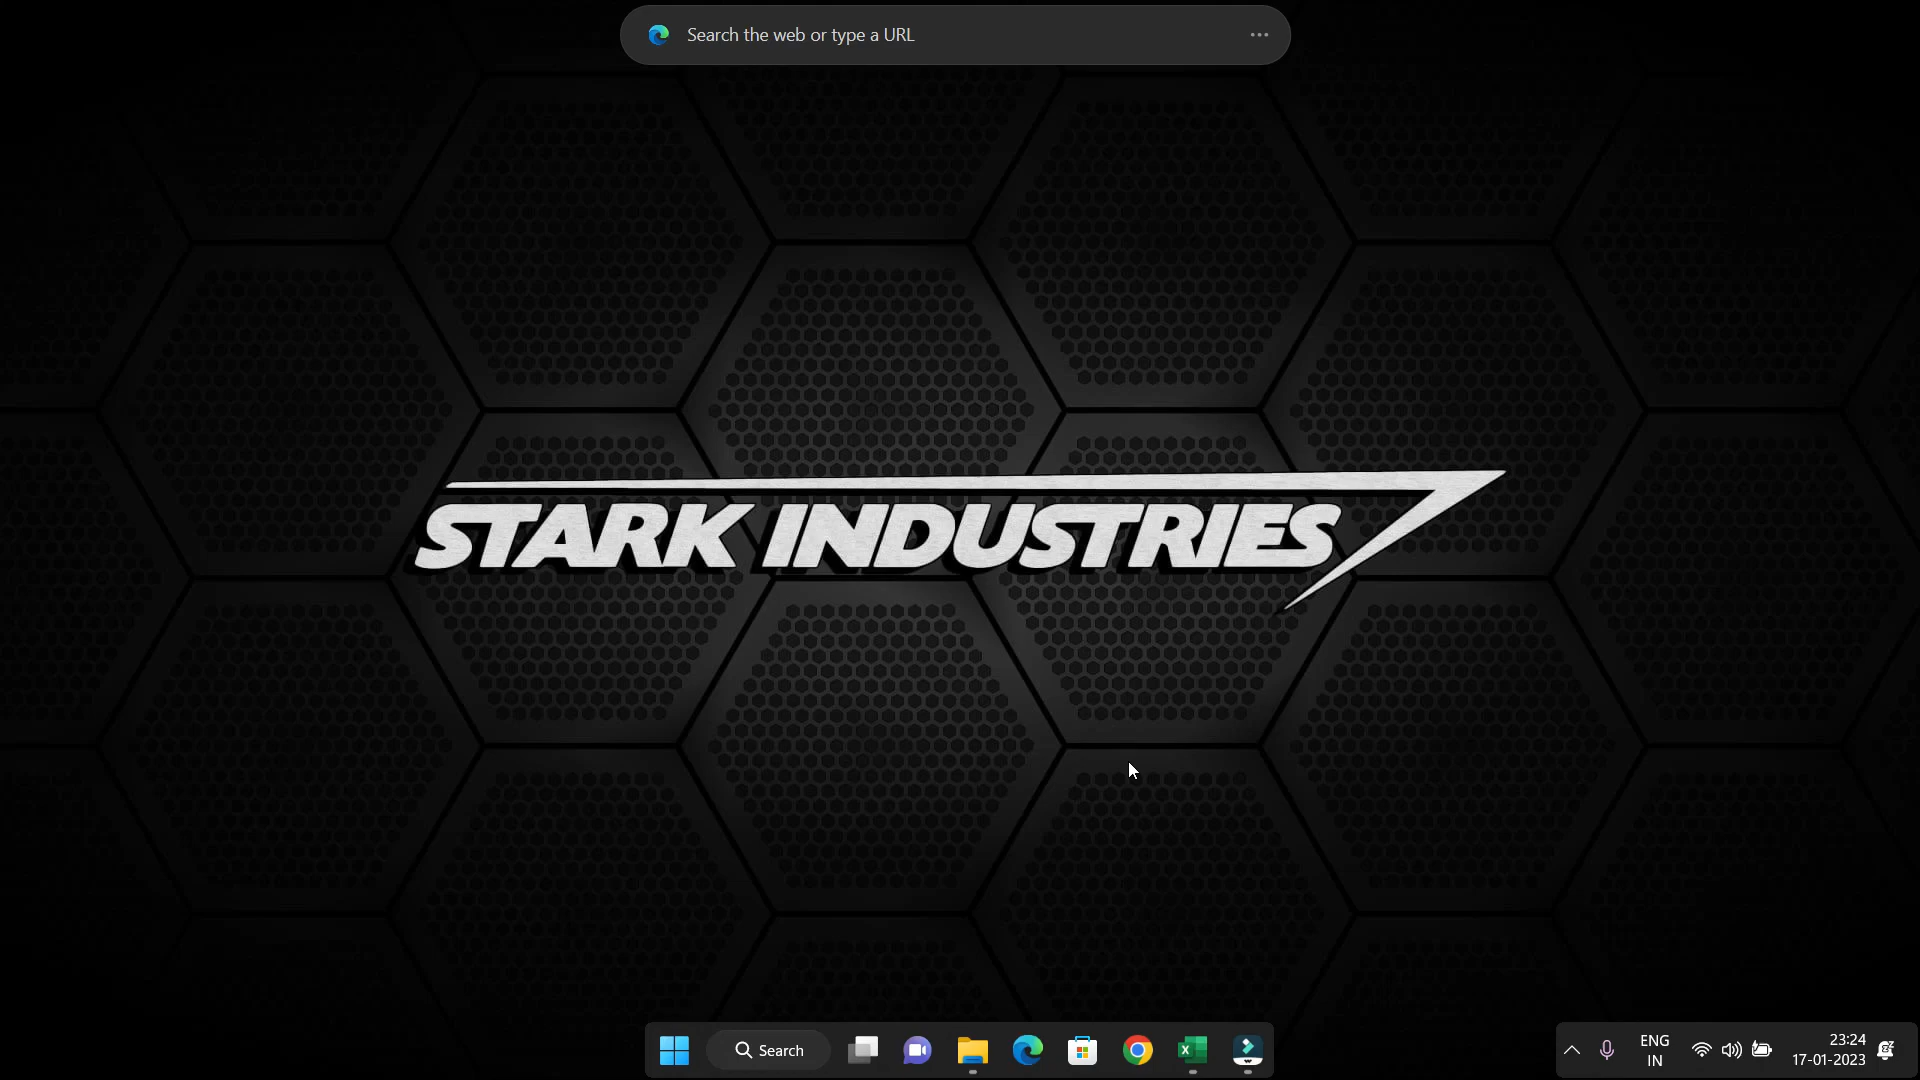 Search the web or type a URL
STARK INDUSTRIES
Search
ENG
IN
23:24
17-01-2023